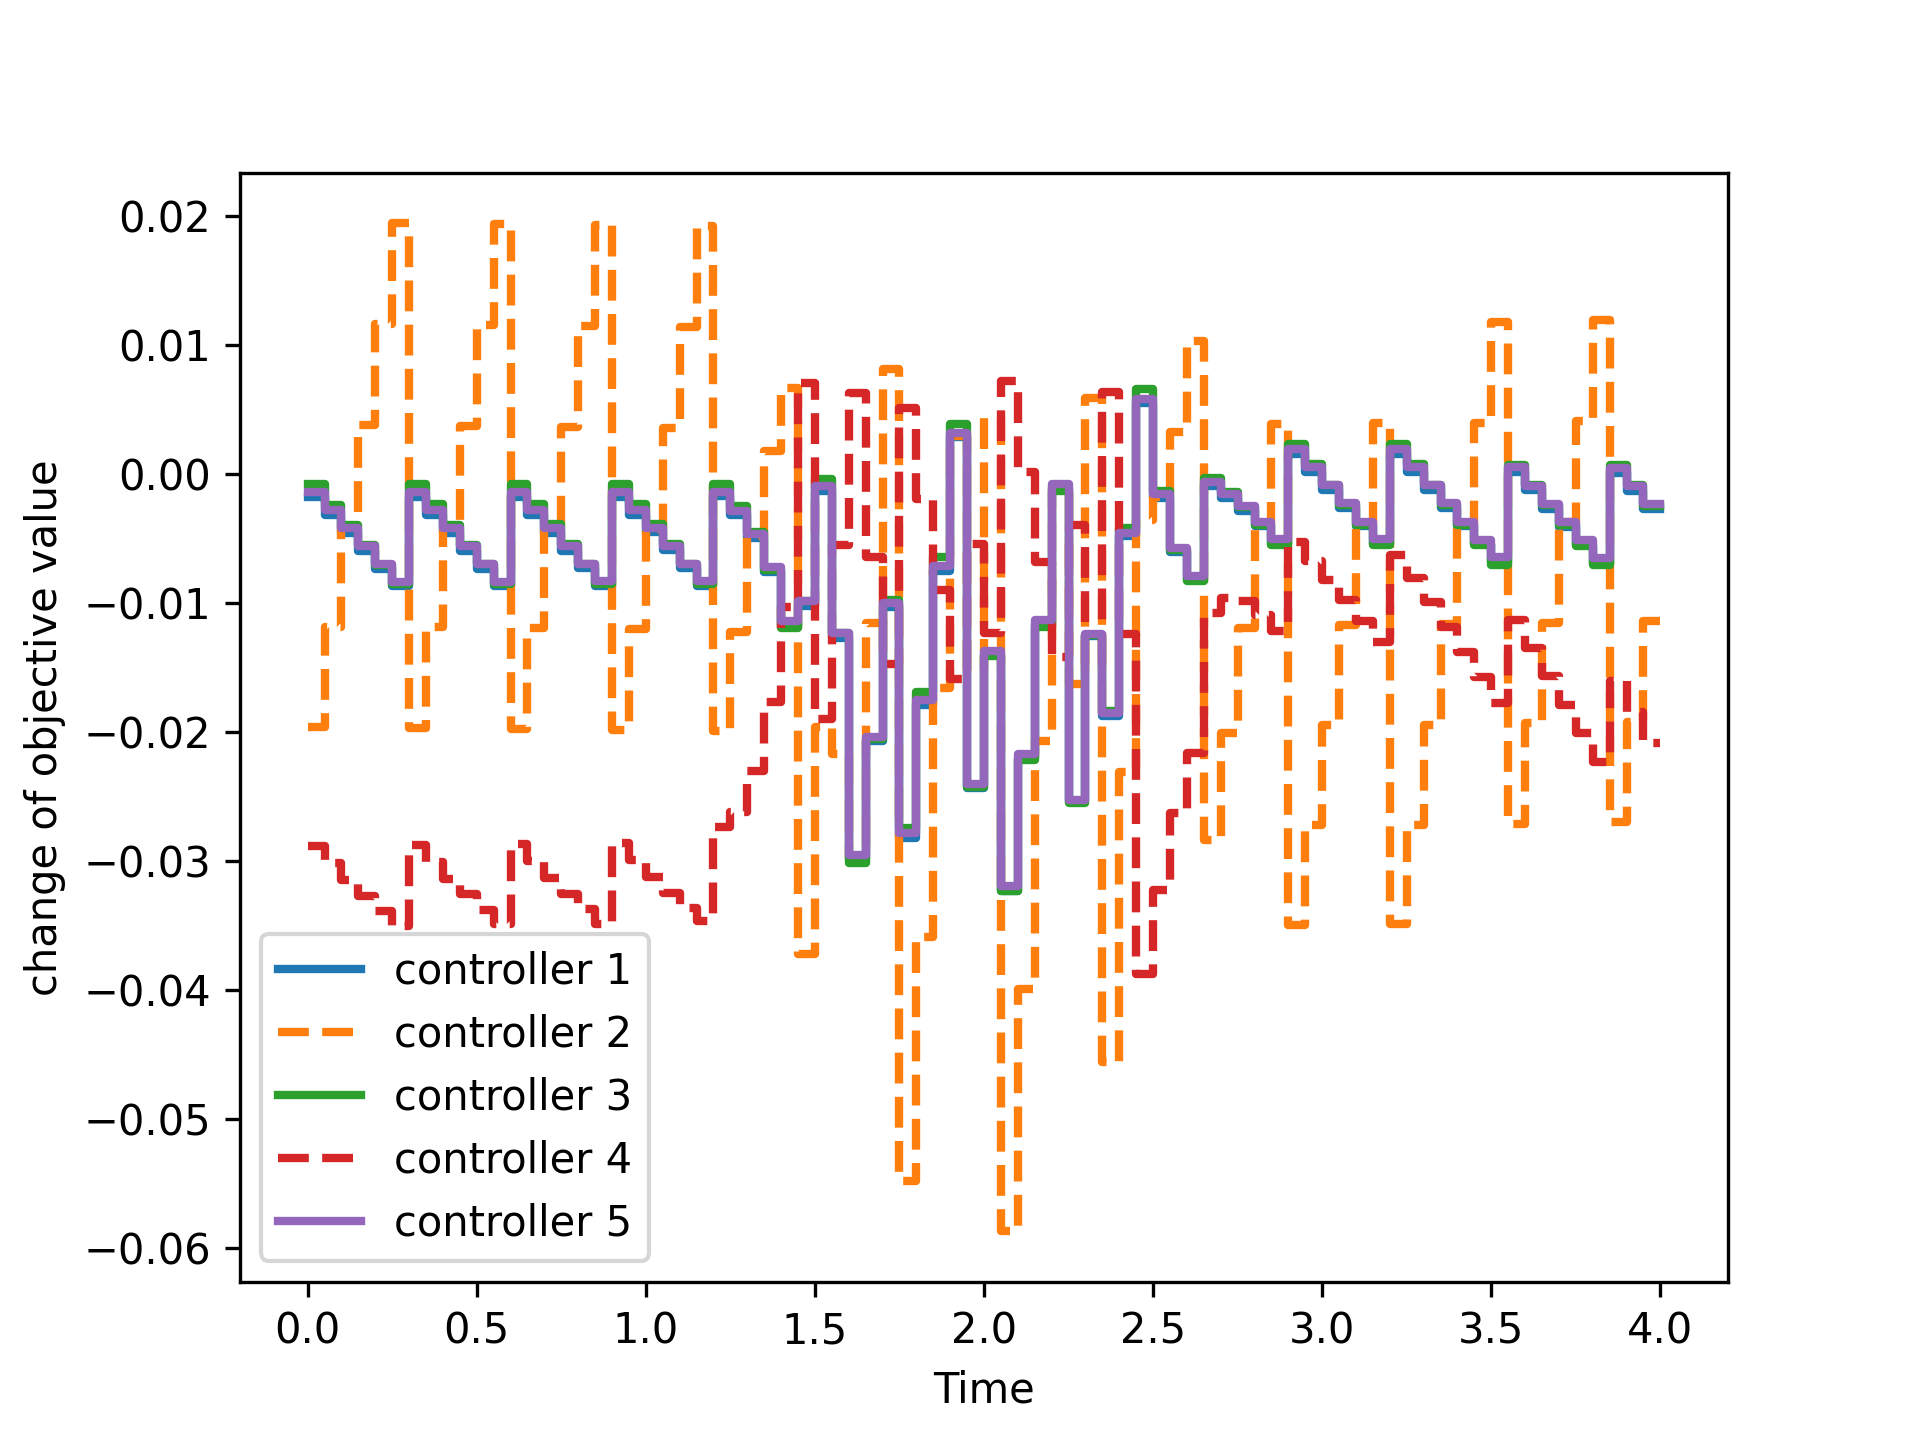 change of objective value
0.02
0.01
0.00
−0.01
−0.02
−0.03
−0.04
−0.05
−0.06
controller 1
controller 2
controller 3
controller 4
controller 5
0.0 0.5 1.0 1.5 2.0 2.5 3.0 3.5 4.0
Time